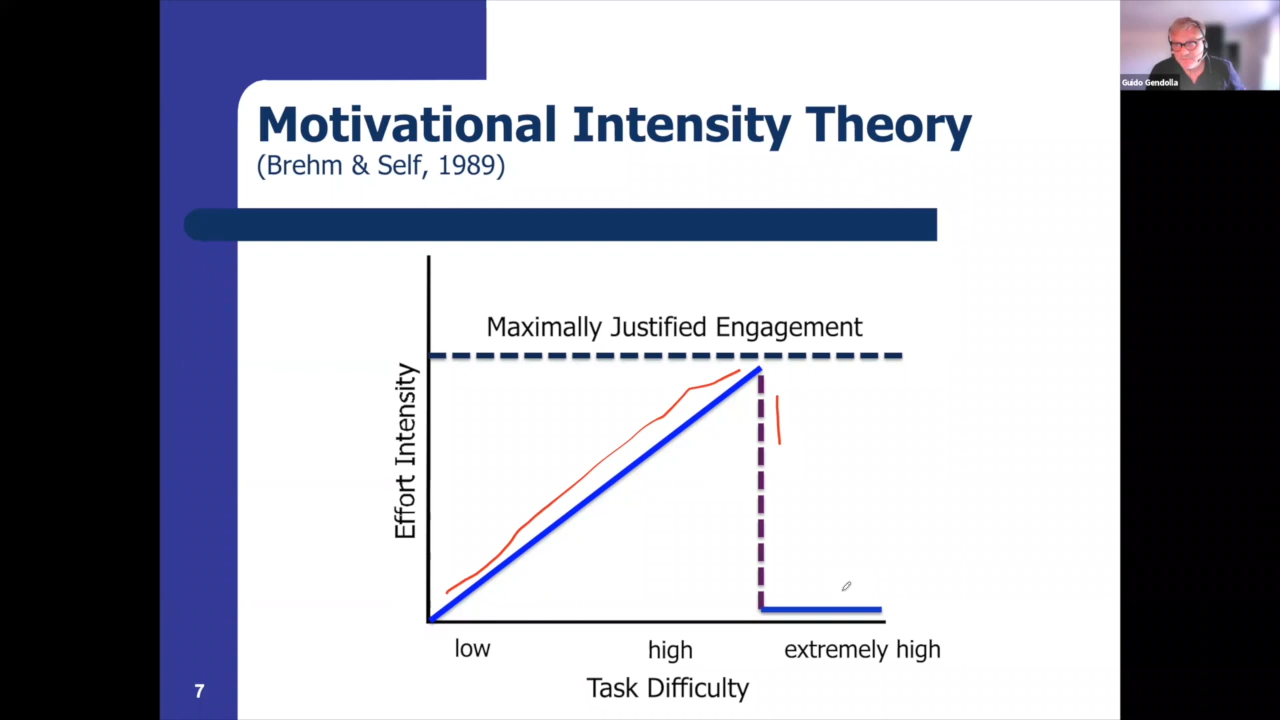 Guido Gendolla
Motivational Intensity Theory
(Brehm & Self, 1989)
Maximally Justified Engagement
Effort Intensity
low
high
extremely high
Task Difficulty
7